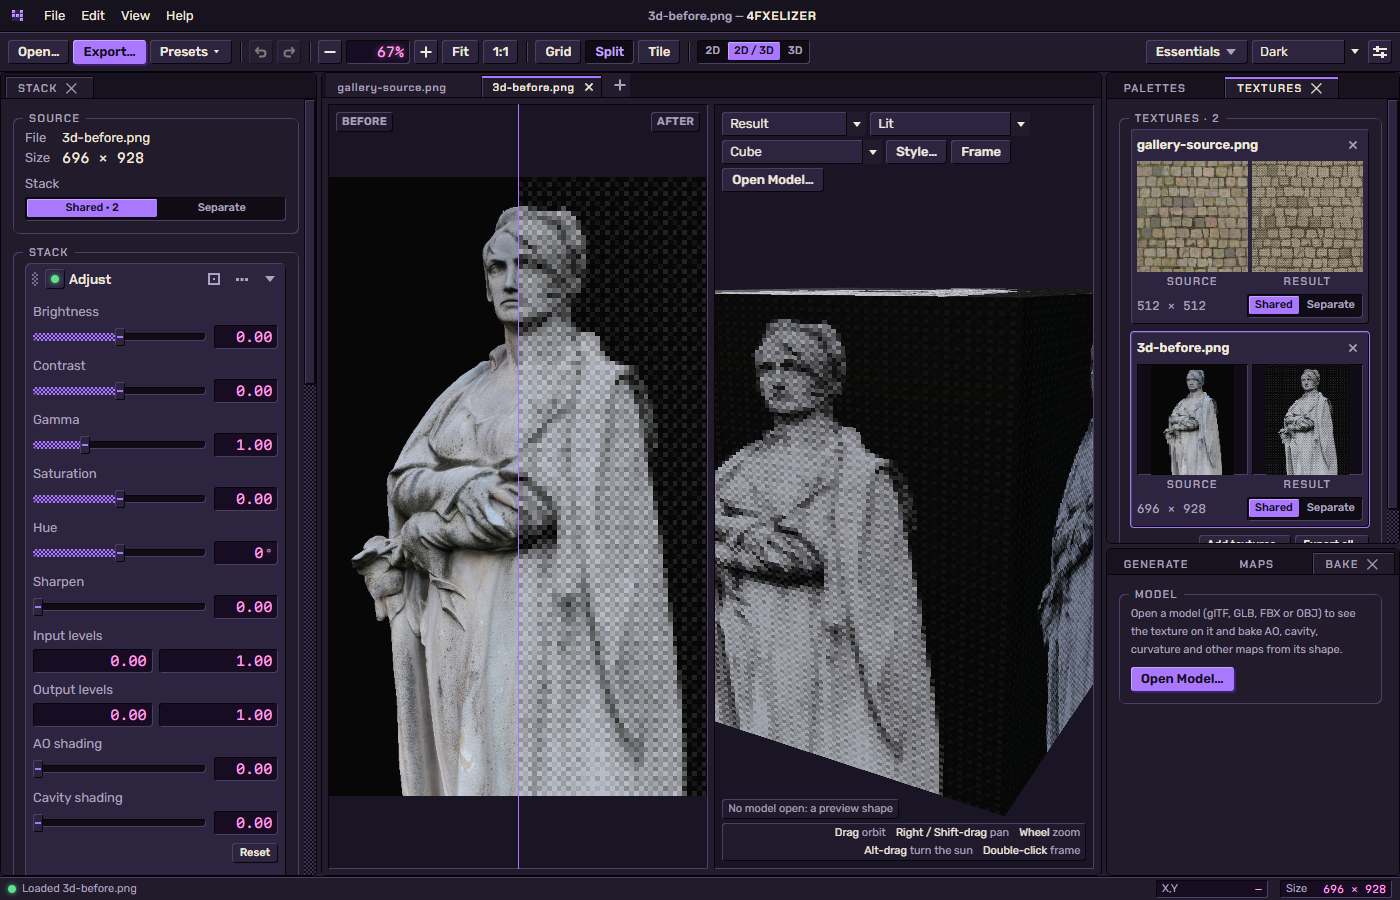 File Edit View Help
3d-before.png — 4FXELIZER
Open... Export... Presets
67% Fit 1:1 Grid Split Tile 2D 2D / 3D 3D
Essentials Dark
STACK
SOURCE
File 3d-before.png
Size 696 × 928
Stack
Shared · 2 Separate
STACK
Adjust
Brightness
0.00
Contrast
0.00
Gamma
1.00
Saturation
0.00
Hue
0°
Sharpen
0.00
Input levels
0.00 1.00
Output levels
0.00 1.00
AO shading
0.00
Cavity shading
0.00
Reset
gallery-source.png 3d-before.png
BEFORE AFTER
Result Lit
Cube Style... Frame
Open Model...
No model open: a preview shape
Drag orbit Right / Shift-drag pan Wheel zoom
Alt-drag turn the sun Double-click frame
PALETTES TEXTURES
TEXTURES · 2
gallery-source.png
SOURCE RESULT
512 × 512 Shared Separate
3d-before.png
SOURCE RESULT
696 × 928 Shared Separate
Add textures... Export all...
GENERATE MAPS BAKE
MODEL
Open a model (glTF, GLB, FBX or OBJ) to see
the texture on it and bake AO, cavity,
curvature and other maps from its shape.
Open Model...
Loaded 3d-before.png
X,Y — Size 696 × 928